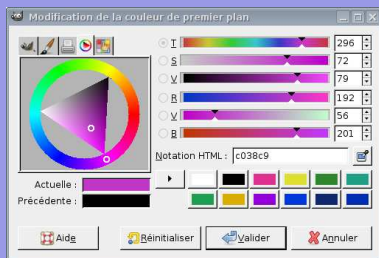 Modification de la couleur de premier plan
T 296
S 72
V 79
R 192
V 56
B 201
Notation HTML : c038c9
Actuelle :
Précédente :
Aide Réinitialiser Valider Annuler